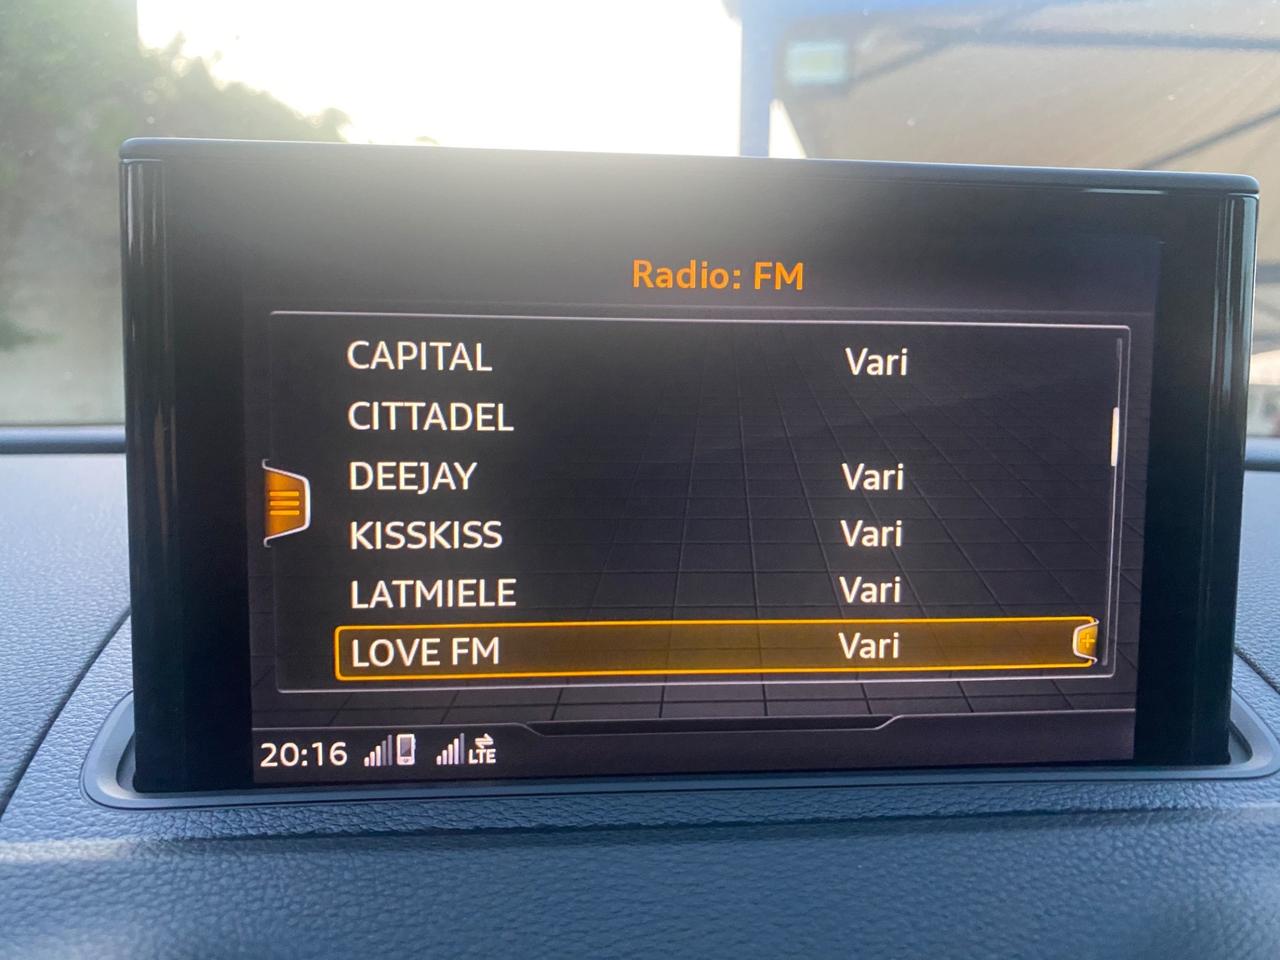 Radio: FM
CAPITAL Vari
CITTADEL
DEEJAY Vari
KISSKISS Vari
LATMIELE Vari
LOVE FM Vari
20:16 LTE